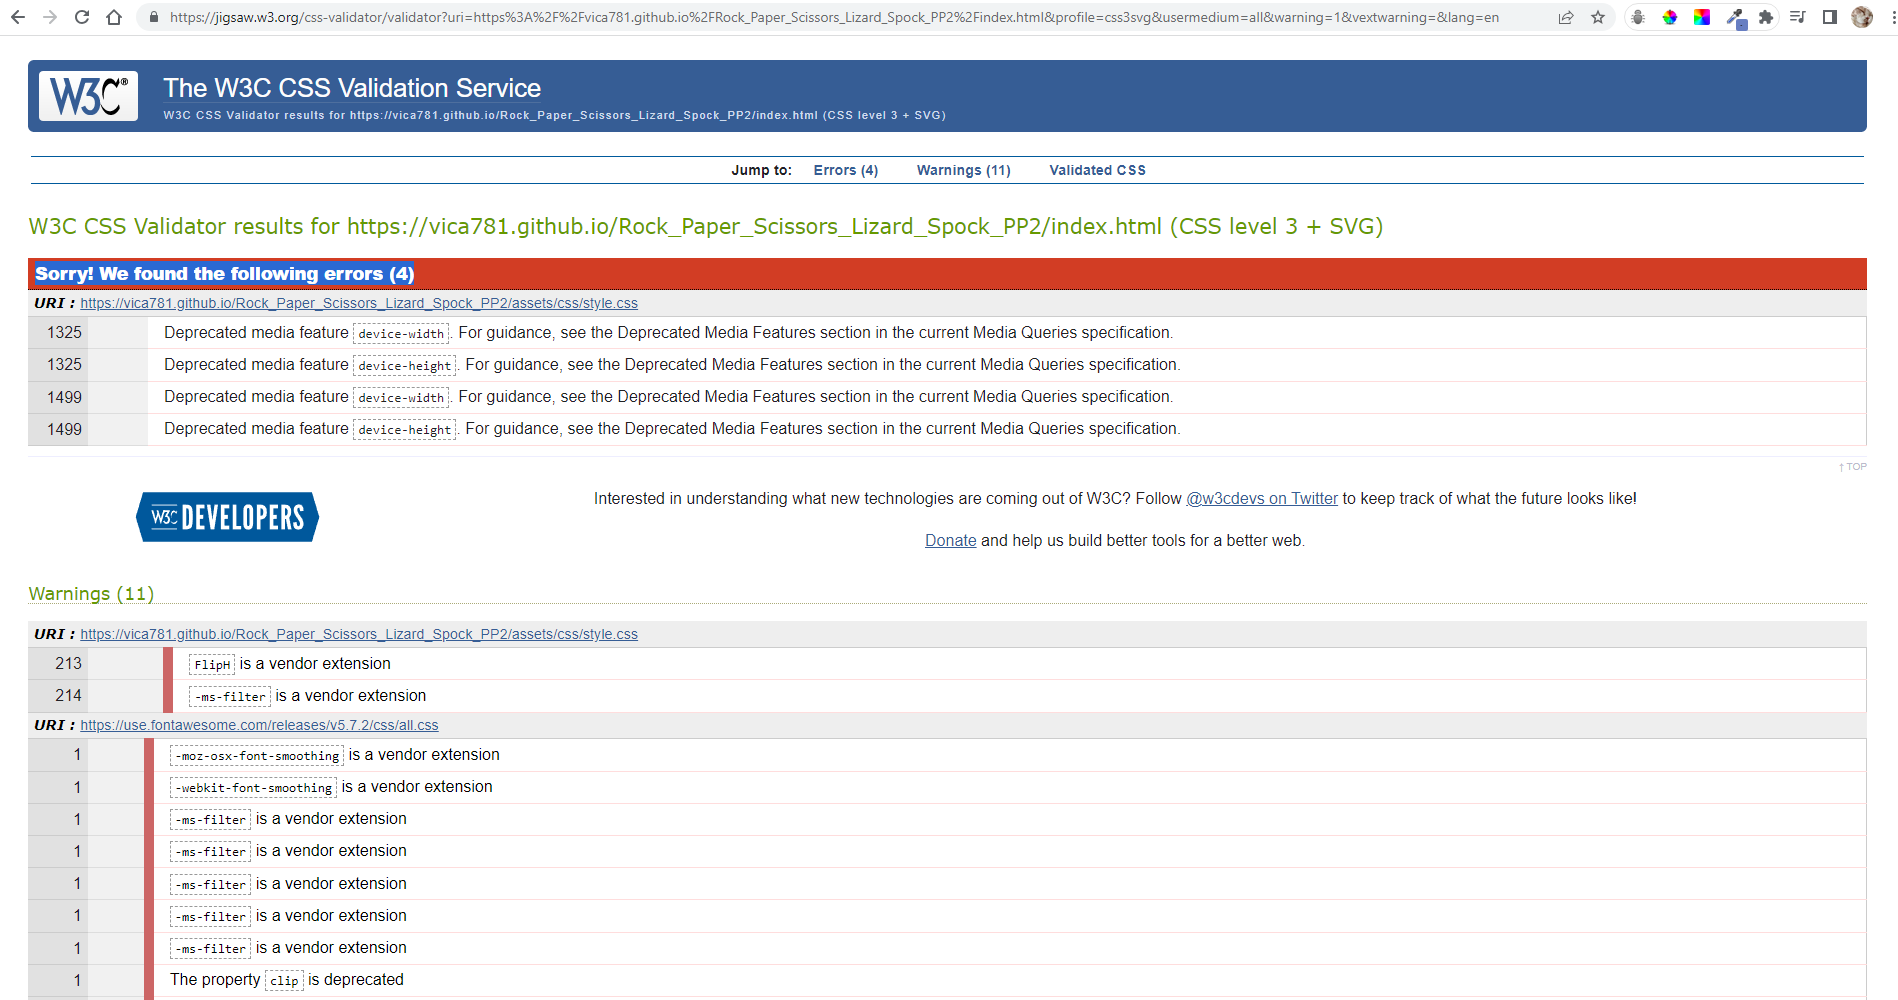 https://jigsaw.w3.org/css-validator/validator?uri=https%3A%2F%2Fvica781.github.io%2FRock_Paper_Scissors_Lizard_Spock_PP2%2Findex.html&profile=css3svg&usermedium=all&warning=1&vextwarning=&lang=en
W3C®
The W3C CSS Validation Service
W3C CSS Validator results for https://vica781.github.io/Rock_Paper_Scissors_Lizard_Spock_PP2/index.html (CSS level 3 + SVG)
Jump to: Errors (4) Warnings (11) Validated CSS
W3C CSS Validator results for https://vica781.github.io/Rock_Paper_Scissors_Lizard_Spock_PP2/index.html (CSS level 3 + SVG)
Sorry! We found the following errors (4)
URI : https://vica781.github.io/Rock_Paper_Scissors_Lizard_Spock_PP2/assets/css/style.css
1325 Deprecated media feature device-width. For guidance, see the Deprecated Media Features section in the current Media Queries specification.
1325 Deprecated media feature device-height. For guidance, see the Deprecated Media Features section in the current Media Queries specification.
1499 Deprecated media feature device-width. For guidance, see the Deprecated Media Features section in the current Media Queries specification.
1499 Deprecated media feature device-height. For guidance, see the Deprecated Media Features section in the current Media Queries specification.
↑ TOP
W3C DEVELOPERS
Interested in understanding what new technologies are coming out of W3C? Follow @w3cdevs on Twitter to keep track of what the future looks like!
Donate and help us build better tools for a better web.
Warnings (11)
URI : https://vica781.github.io/Rock_Paper_Scissors_Lizard_Spock_PP2/assets/css/style.css
213 FlipH is a vendor extension
214 -ms-filter is a vendor extension
URI : https://use.fontawesome.com/releases/v5.7.2/css/all.css
1 -moz-osx-font-smoothing is a vendor extension
1 -webkit-font-smoothing is a vendor extension
1 -ms-filter is a vendor extension
1 -ms-filter is a vendor extension
1 -ms-filter is a vendor extension
1 -ms-filter is a vendor extension
1 -ms-filter is a vendor extension
1 The property clip is deprecated